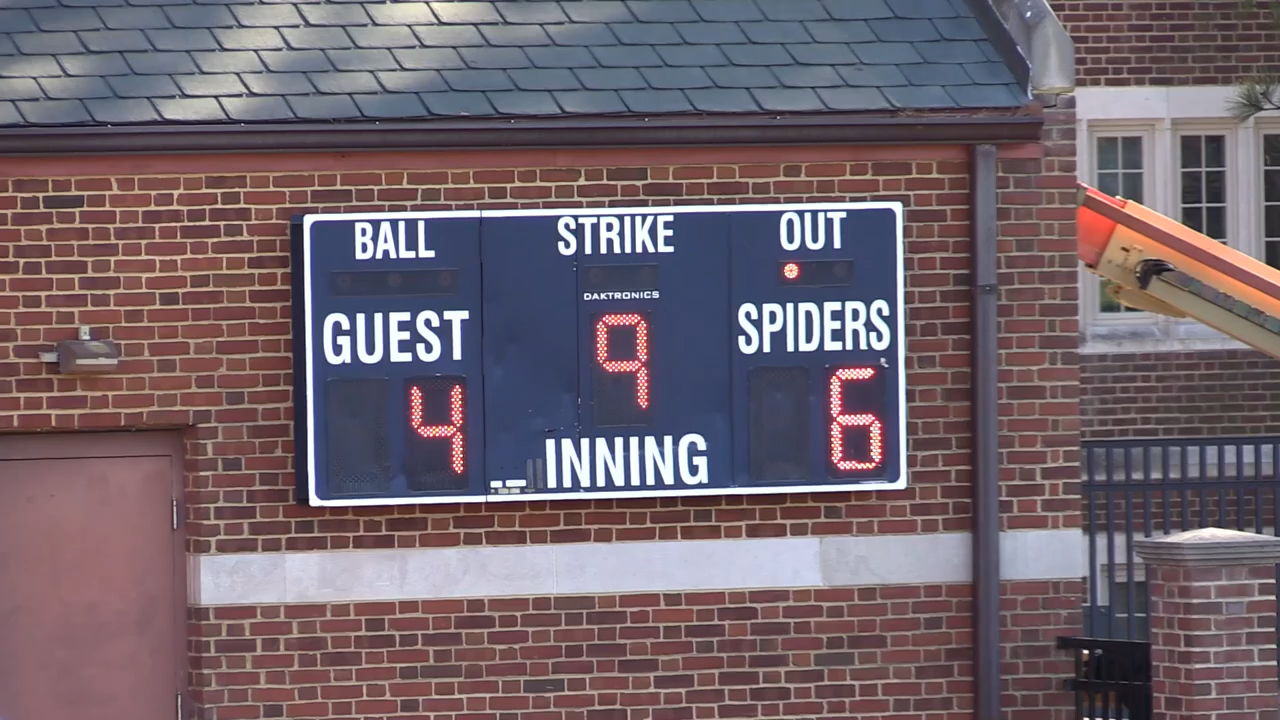 BALL STRIKE OUT
DAKTRONICS
GUEST 9 SPIDERS
4 6
INNING